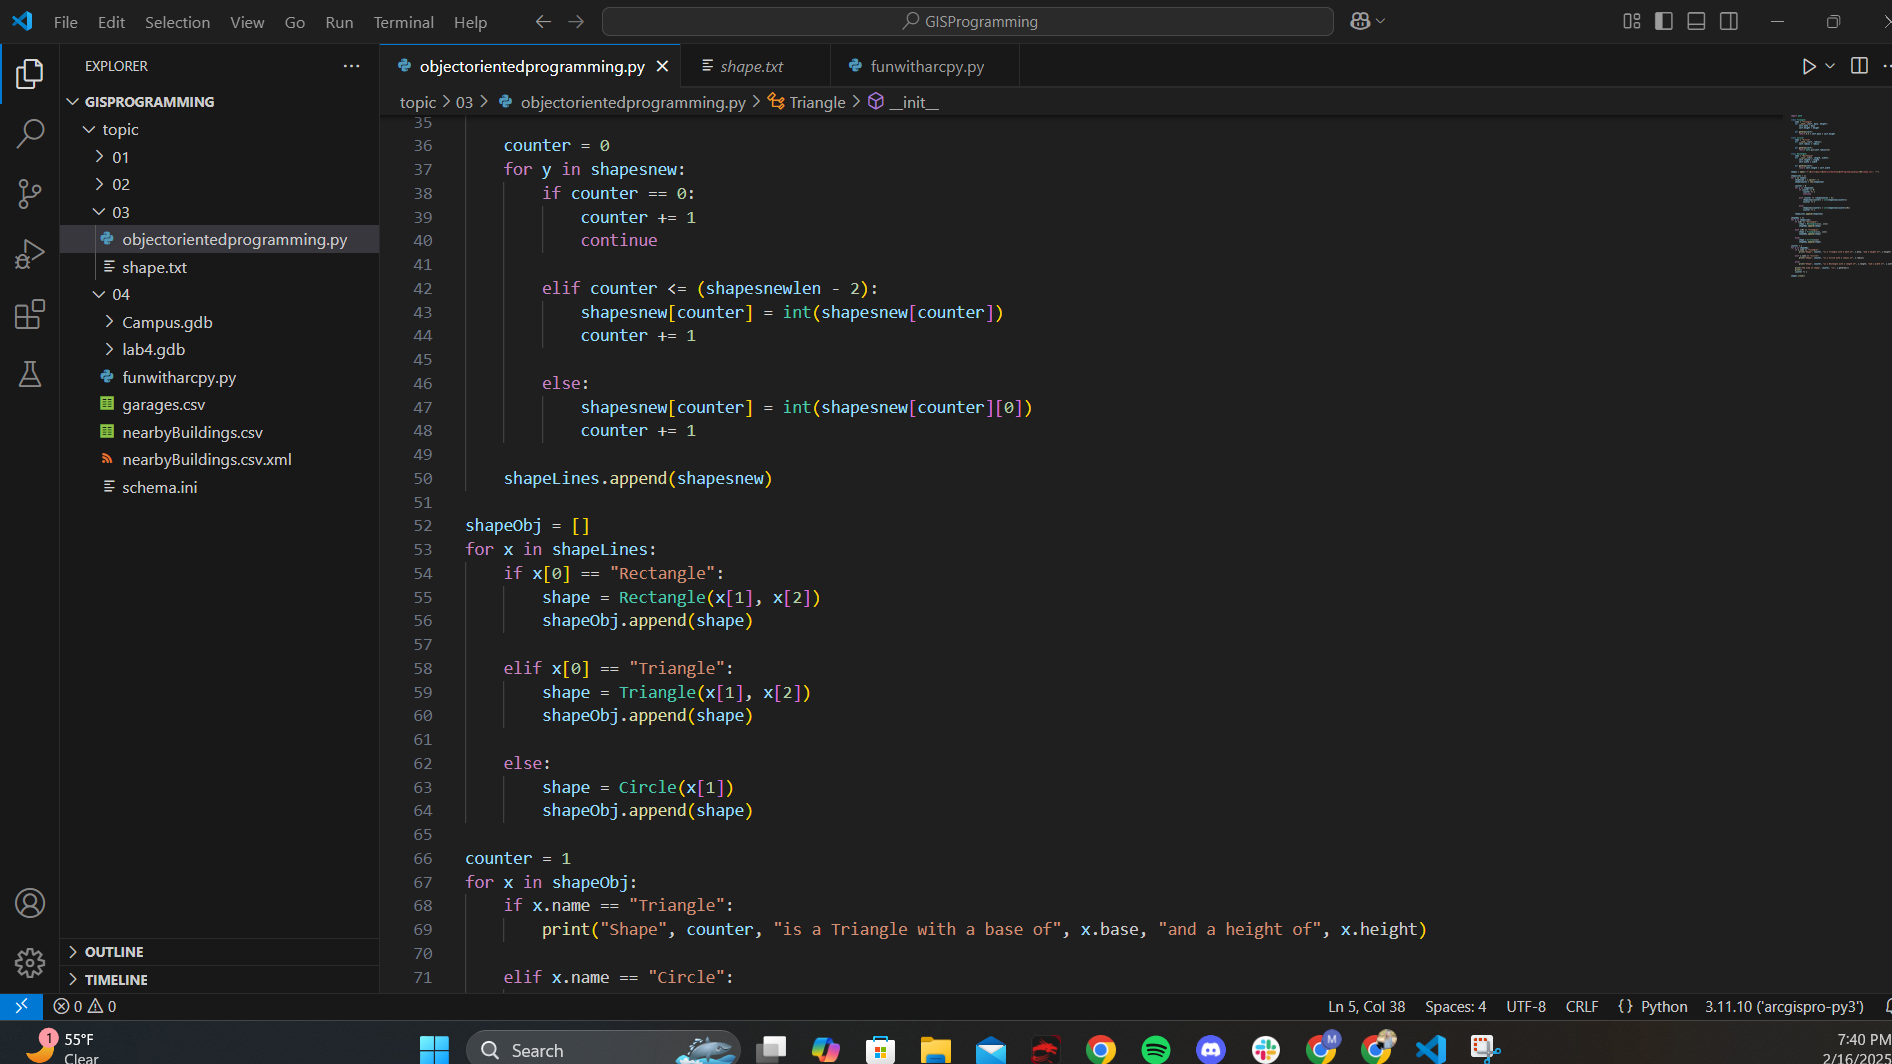 File Edit Selection View Go Run Terminal Help
GISProgramming
EXPLORER
GISPROGRAMMING
topic
01
02
03
objectorientedprogramming.py
shape.txt
04
Campus.gdb
lab4.gdb
funwitharcpy.py
garages.csv
nearbyBuildings.csv
nearbyBuildings.csv.xml
schema.ini
OUTLINE
TIMELINE
objectorientedprogramming.py
shape.txt
funwitharcpy.py
topic > 03 > objectorientedprogramming.py > Triangle > __init__
35
36 counter = 0
37 for y in shapesnew:
38 if counter == 0:
39 counter += 1
40 continue
41
42 elif counter <= (shapesnewlen - 2):
43 shapesnew[counter] = int(shapesnew[counter])
44 counter += 1
45
46 else:
47 shapesnew[counter] = int(shapesnew[counter][0])
48 counter += 1
49
50 shapeLines.append(shapesnew)
51
52 shapeObj = []
53 for x in shapeLines:
54 if x[0] == "Rectangle":
55 shape = Rectangle(x[1], x[2])
56 shapeObj.append(shape)
57
58 elif x[0] == "Triangle":
59 shape = Triangle(x[1], x[2])
60 shapeObj.append(shape)
61
62 else:
63 shape = Circle(x[1])
64 shapeObj.append(shape)
65
66 counter = 1
67 for x in shapeObj:
68 if x.name == "Triangle":
69 print("Shape", counter, "is a Triangle with a base of", x.base, "and a height of", x.height)
70
71 elif x.name == "Circle":
0 0
Ln 5, Col 38 Spaces: 4 UTF-8 CRLF {} Python 3.11.10 ('arcgispro-py3')
1
55°F
Clear
Search
M
7:40 PM
2/16/2025